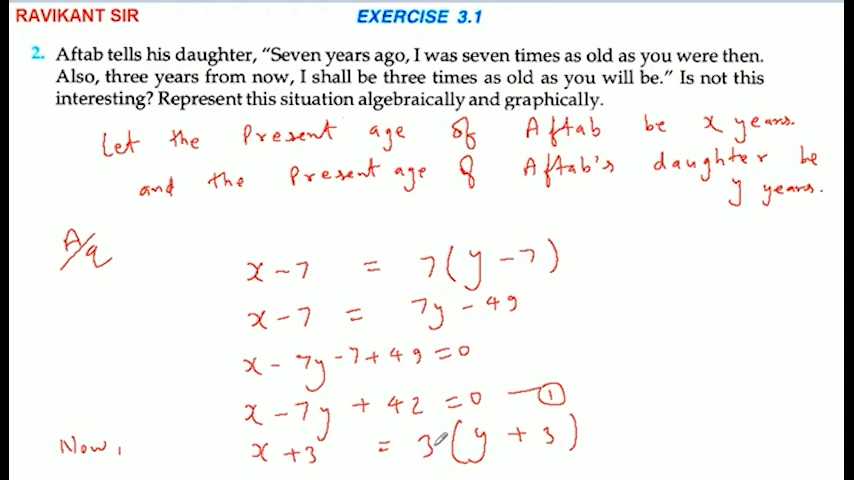 RAVIKANT SIR
EXERCISE 3.1
2. Aftab tells his daughter, “Seven years ago, I was seven times as old as you were then.
Also, three years from now, I shall be three times as old as you will be.” Is not this
interesting? Represent this situation algebraically and graphically.
Let the Present age of Aftab be x years.
and the Present age of Aftab's daughter be
y years.
A/q
x - 7 = 7(y - 7)
x - 7 = 7y - 49
x - 7y - 7 + 49 = 0
x - 7y + 42 = 0 — ①
Now, x + 3 = 3(y + 3)